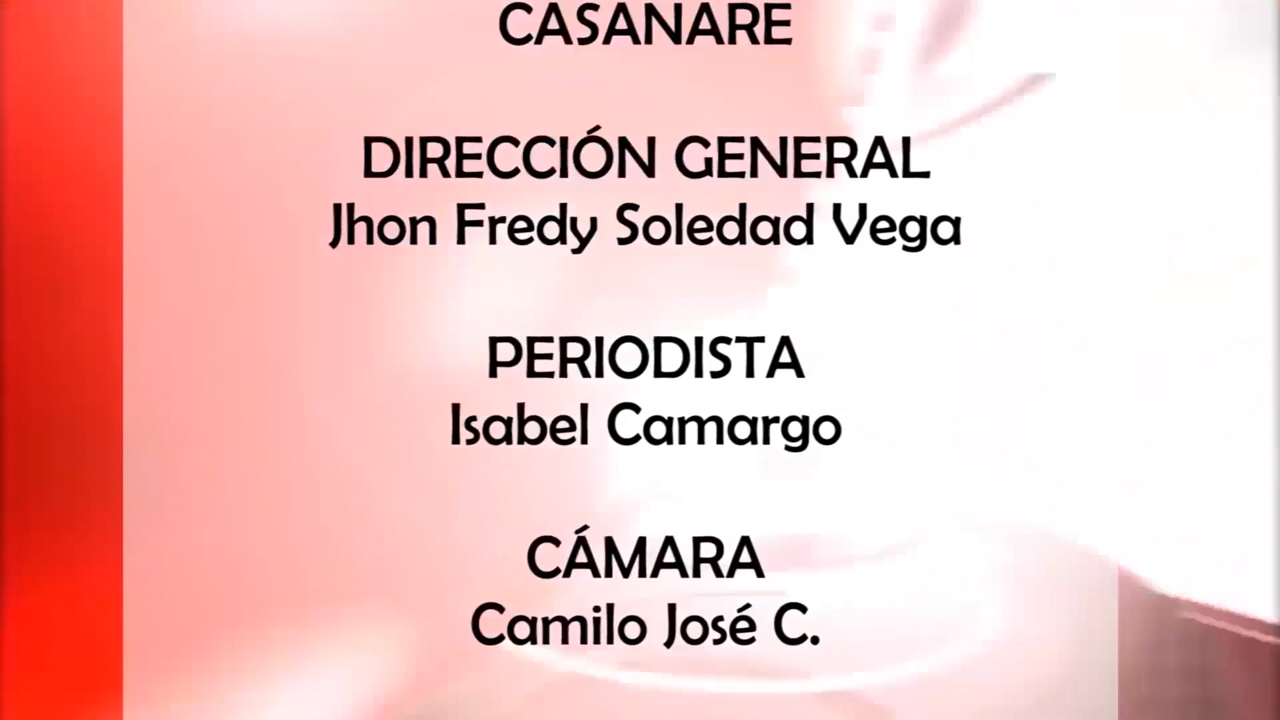 CASANARE
DIRECCIÓN GENERAL
Jhon Fredy Soledad Vega
PERIODISTA
Isabel Camargo
CÁMARA
Camilo José C.